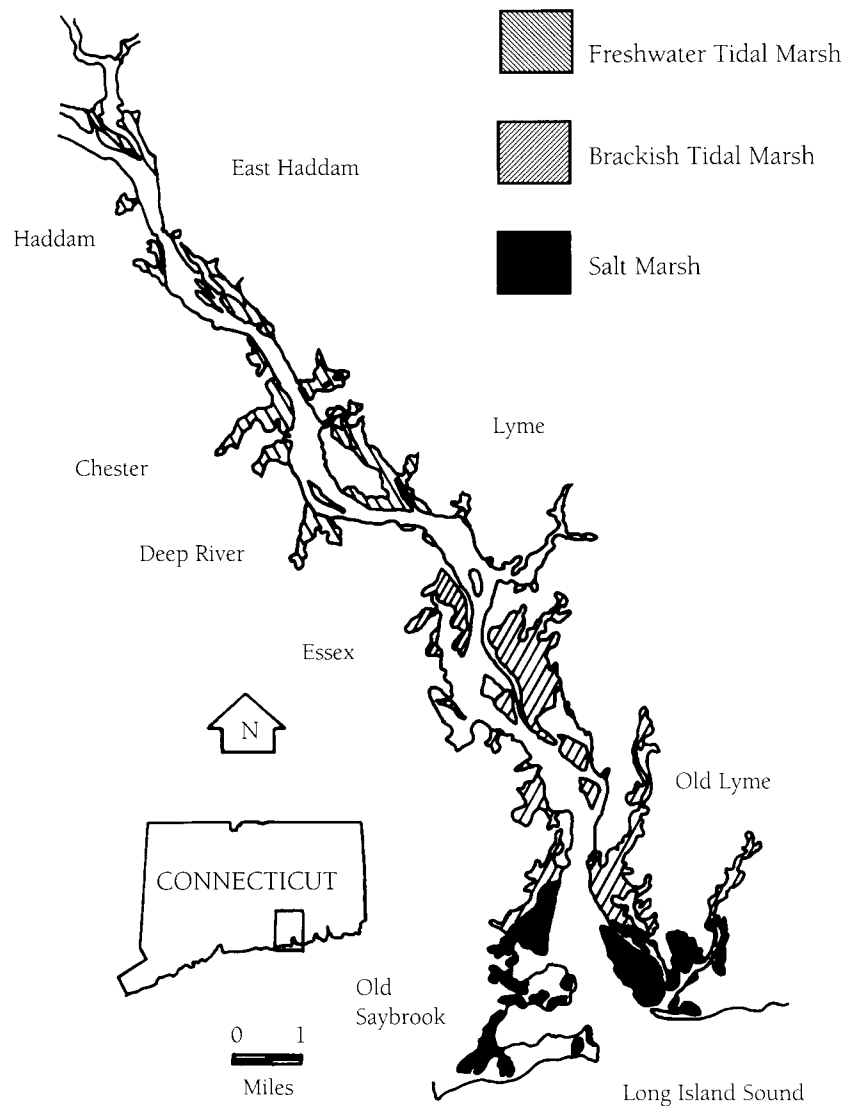 Freshwater Tidal Marsh
Brackish Tidal Marsh
East Haddam
Haddam
Salt Marsh
Lyme
Chester
Deep River
Essex
N
Old Lyme
CONNECTICUT
Old
Saybrook
0 1
Miles
Long Island Sound